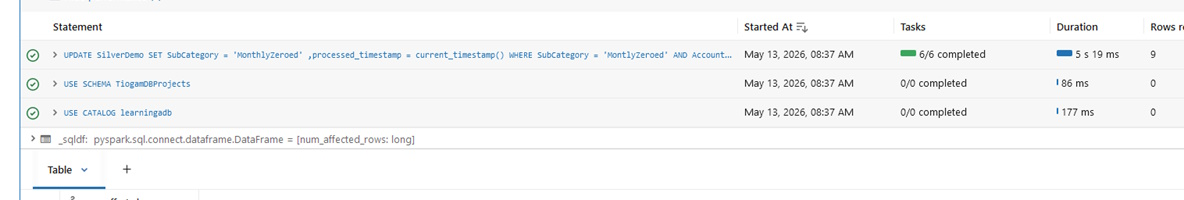 Statement Started At Tasks Duration Rows r
UPDATE SilverDemo SET SubCategory = 'MonthlyZeroed' ,processed_timestamp = current_timestamp() WHERE SubCategory = 'MontlyZeroed' AND Account... May 13, 2026, 08:37 AM 6/6 completed 5 s 19 ms 9
USE SCHEMA TiogamDBProjects May 13, 2026, 08:37 AM 0/0 completed 86 ms 0
USE CATALOG learningadb May 13, 2026, 08:37 AM 0/0 completed 177 ms 0
_sqldf: pyspark.sql.connect.dataframe.DataFrame = [num_affected_rows: long]
Table +